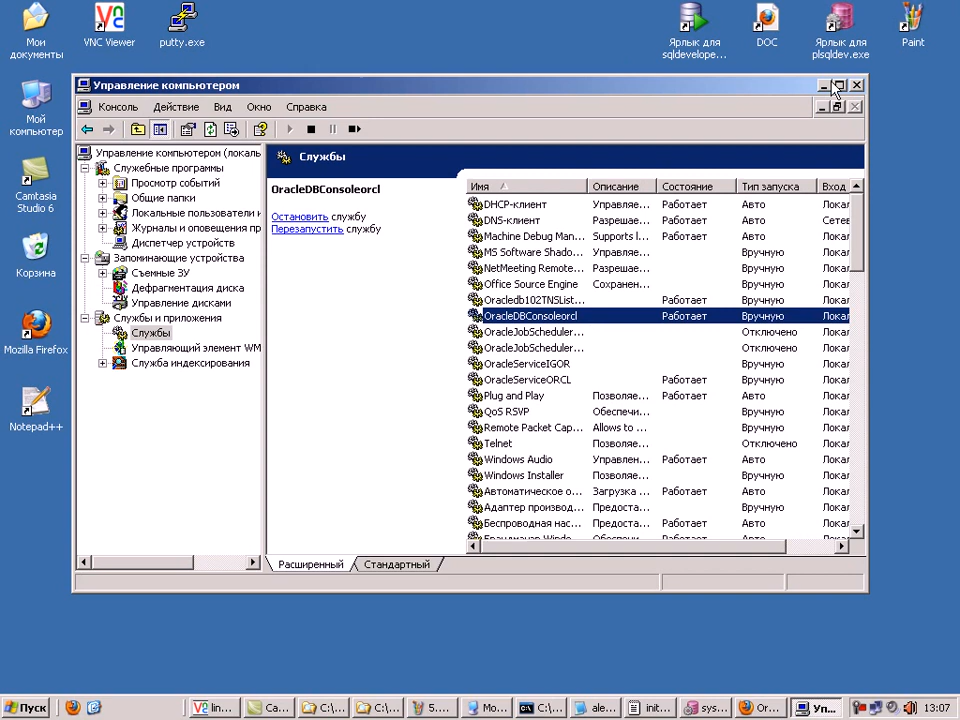 Мои документы
VNC Viewer
putty.exe
Ярлык для sqldevelope...
DOC
Ярлык для plsqldev.exe
Paint
Мой компьютер
Camtasia Studio 6
Корзина
Mozilla Firefox
Notepad++
Управление компьютером
Консоль Действие Вид Окно Справка
Управление компьютером (локаль
Служебные программы
Просмотр событий
Общие папки
Локальные пользователи и
Журналы и оповещения пр
Диспетчер устройств
Запоминающие устройства
Съемные ЗУ
Дефрагментация диска
Управление дисками
Службы и приложения
Службы
Управляющий элемент WM
Служба индексирования
Службы
OracleDBConsoleorcl
Остановить службу
Перезапустить службу
Имя Описание Состояние Тип запуска Вход
DHCP-клиент Управляе... Работает Авто Локал
DNS-клиент Разрешае... Работает Авто Сетев
Machine Debug Man... Supports l... Работает Авто Локал
MS Software Shado... Управляе... Вручную Локал
NetMeeting Remote... Разрешае... Вручную Локал
Office Source Engine Сохранен... Вручную Локал
Oracledb102TNSList... Работает Вручную Локал
OracleDBConsoleorcl Работает Вручную Локал
OracleJobScheduler... Отключено Локал
OracleJobScheduler... Отключено Локал
OracleServiceIGOR Вручную Локал
OracleServiceORCL Работает Вручную Локал
Plug and Play Позволяе... Работает Авто Локал
QoS RSVP Обеспечи... Вручную Локал
Remote Packet Cap... Allows to ... Вручную Локал
Telnet Позволяе... Отключено Локал
Windows Audio Управлен... Работает Авто Локал
Windows Installer Позволяе... Вручную Локал
Автоматическое о... Загрузка ... Работает Авто Локал
Адаптер производ... Предоста... Вручную Локал
Беспроводная нас... Предоста... Работает Авто Локал
Брандмауэр Windo... Обеспечи... Работает Авто Локал
Расширенный Стандартный
Пуск lin... Ca... C:\... C:\... 5.... Mo... C:\... ale... init... sys... Or... Уп... 13:07